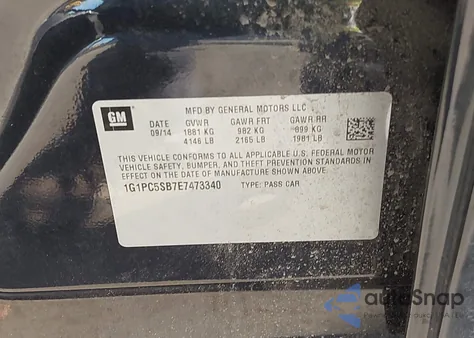 GM
MFD BY GENERAL MOTORS LLC
DATE GVWR GAWR FRT GAWR RR
09/14 1881 KG 982 KG 899 KG
4146 LB 2165 LB 1981 LB
THIS VEHICLE CONFORMS TO ALL APPLICABLE U.S. FEDERAL MOTOR
VEHICLE SAFETY, BUMPER, AND THEFT PREVENTION STANDARDS IN
EFFECT ON THE DATE OF MANUFACTURE SHOWN ABOVE.
1G1PC5SB7E7473340 TYPE: PASS CAR
autoSnap